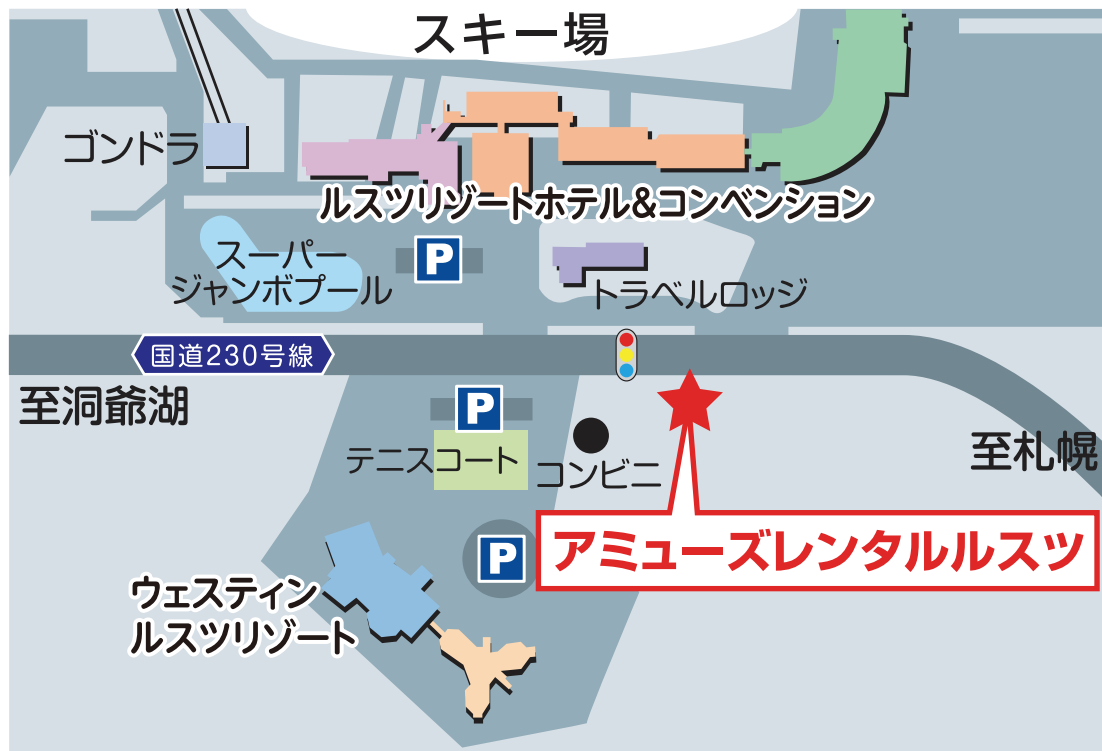 スキー場
ゴンドラ
ルスツリゾートホテル&コンベンション
スーパー
ジャンボプール
P
トラベルロッジ
国道230号線
至洞爺湖
P
テニスコート
コンビニ
至札幌
アミューズレンタルルスツ
P
ウェスティン
ルスツリゾート